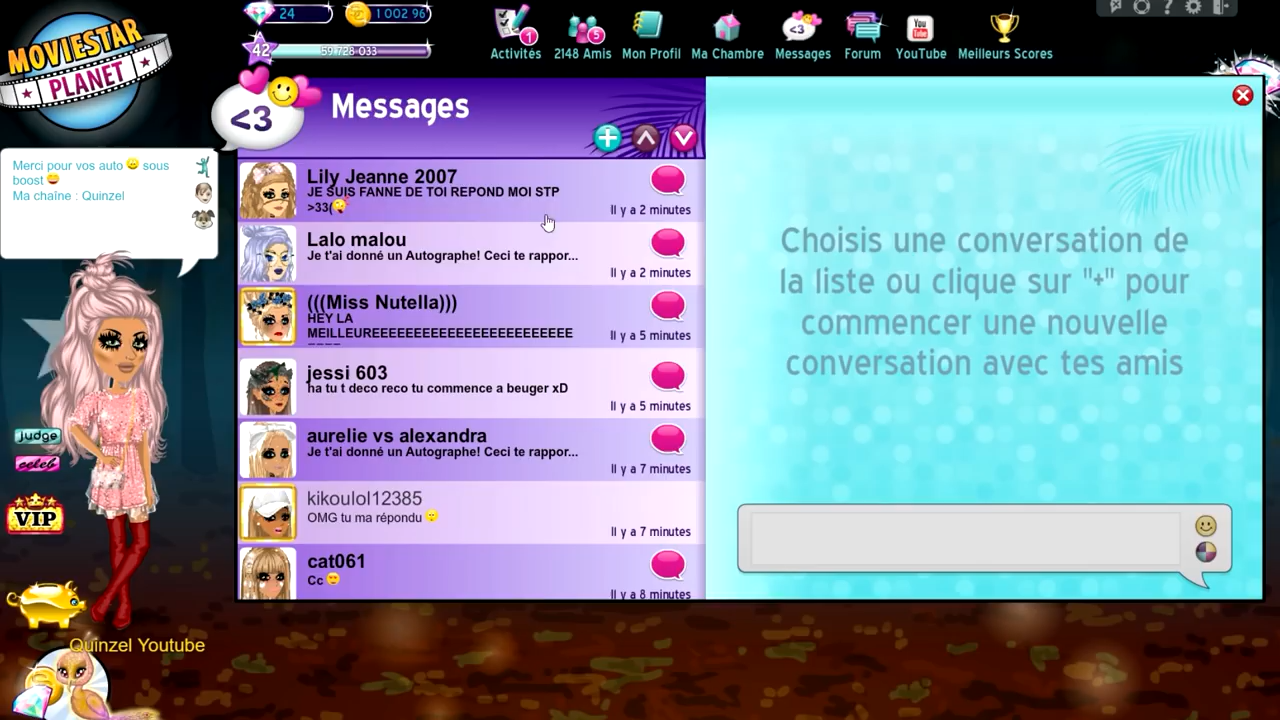 MOVIESTAR
PLANET
24
1 002 96
42
59 728 033
1
Activités
5
2148 Amis
Mon Profil
Ma Chambre
<3
Messages
Forum
You
Tube
YouTube
Meilleurs Scores
Merci pour vos auto sous
boost
Ma chaîne : Quinzel
judge
celeb
VIP
Quinzel Youtube
<3
Messages
Lily Jeanne 2007
JE SUIS FANNE DE TOI REPOND MOI STP
>33(
Il y a 2 minutes
Lalo malou
Je t'ai donné un Autographe! Ceci te rappor...
Il y a 2 minutes
(((Miss Nutella)))
HEY LA
MEILLEUREEEEEEEEEEEEEEEEEEEEEEEE
Il y a 5 minutes
jessi 603
ha tu t deco reco tu commence a beuger xD
Il y a 5 minutes
aurelie vs alexandra
Je t'ai donné un Autographe! Ceci te rappor...
Il y a 7 minutes
kikoulol12385
OMG tu ma répondu
Il y a 7 minutes
cat061
Cc
Il y a 8 minutes
Choisis une conversation de
la liste ou clique sur "+" pour
commencer une nouvelle
conversation avec tes amis